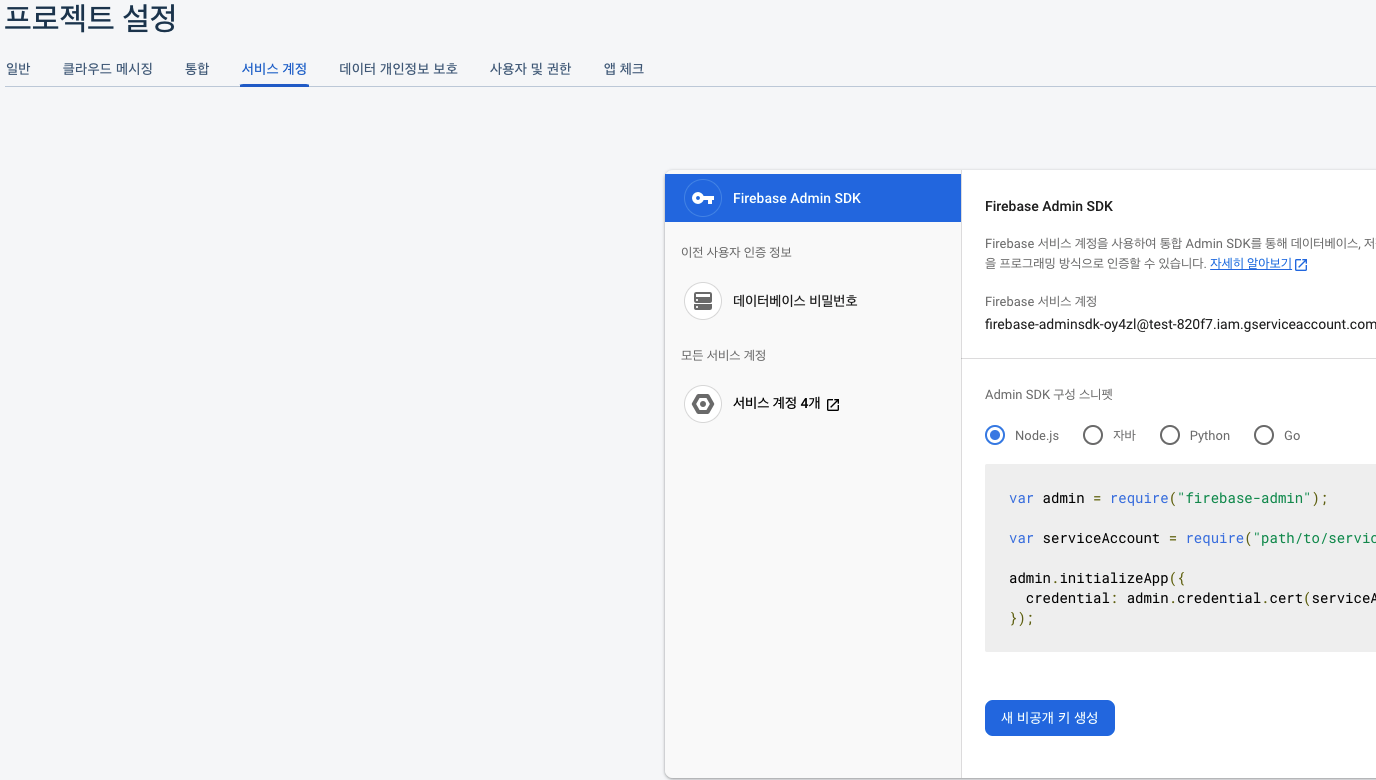 프로젝트 설정
일반 클라우드 메시징 통합 서비스 계정 데이터 개인정보 보호 사용자 및 권한 앱 체크
Firebase Admin SDK
이전 사용자 인증 정보
데이터베이스 비밀번호
모든 서비스 계정
서비스 계정 4개
Firebase Admin SDK
Firebase 서비스 계정을 사용하여 통합 Admin SDK를 통해 데이터베이스, 저
을 프로그래밍 방식으로 인증할 수 있습니다. 자세히 알아보기
Firebase 서비스 계정
firebase-adminsdk-oy4zl@test-820f7.iam.gserviceaccount.com
Admin SDK 구성 스니펫
Node.js 자바 Python Go
var admin = require("firebase-admin");
var serviceAccount = require("path/to/servic
admin.initializeApp({
credential: admin.credential.cert(serviceA
});
새 비공개 키 생성